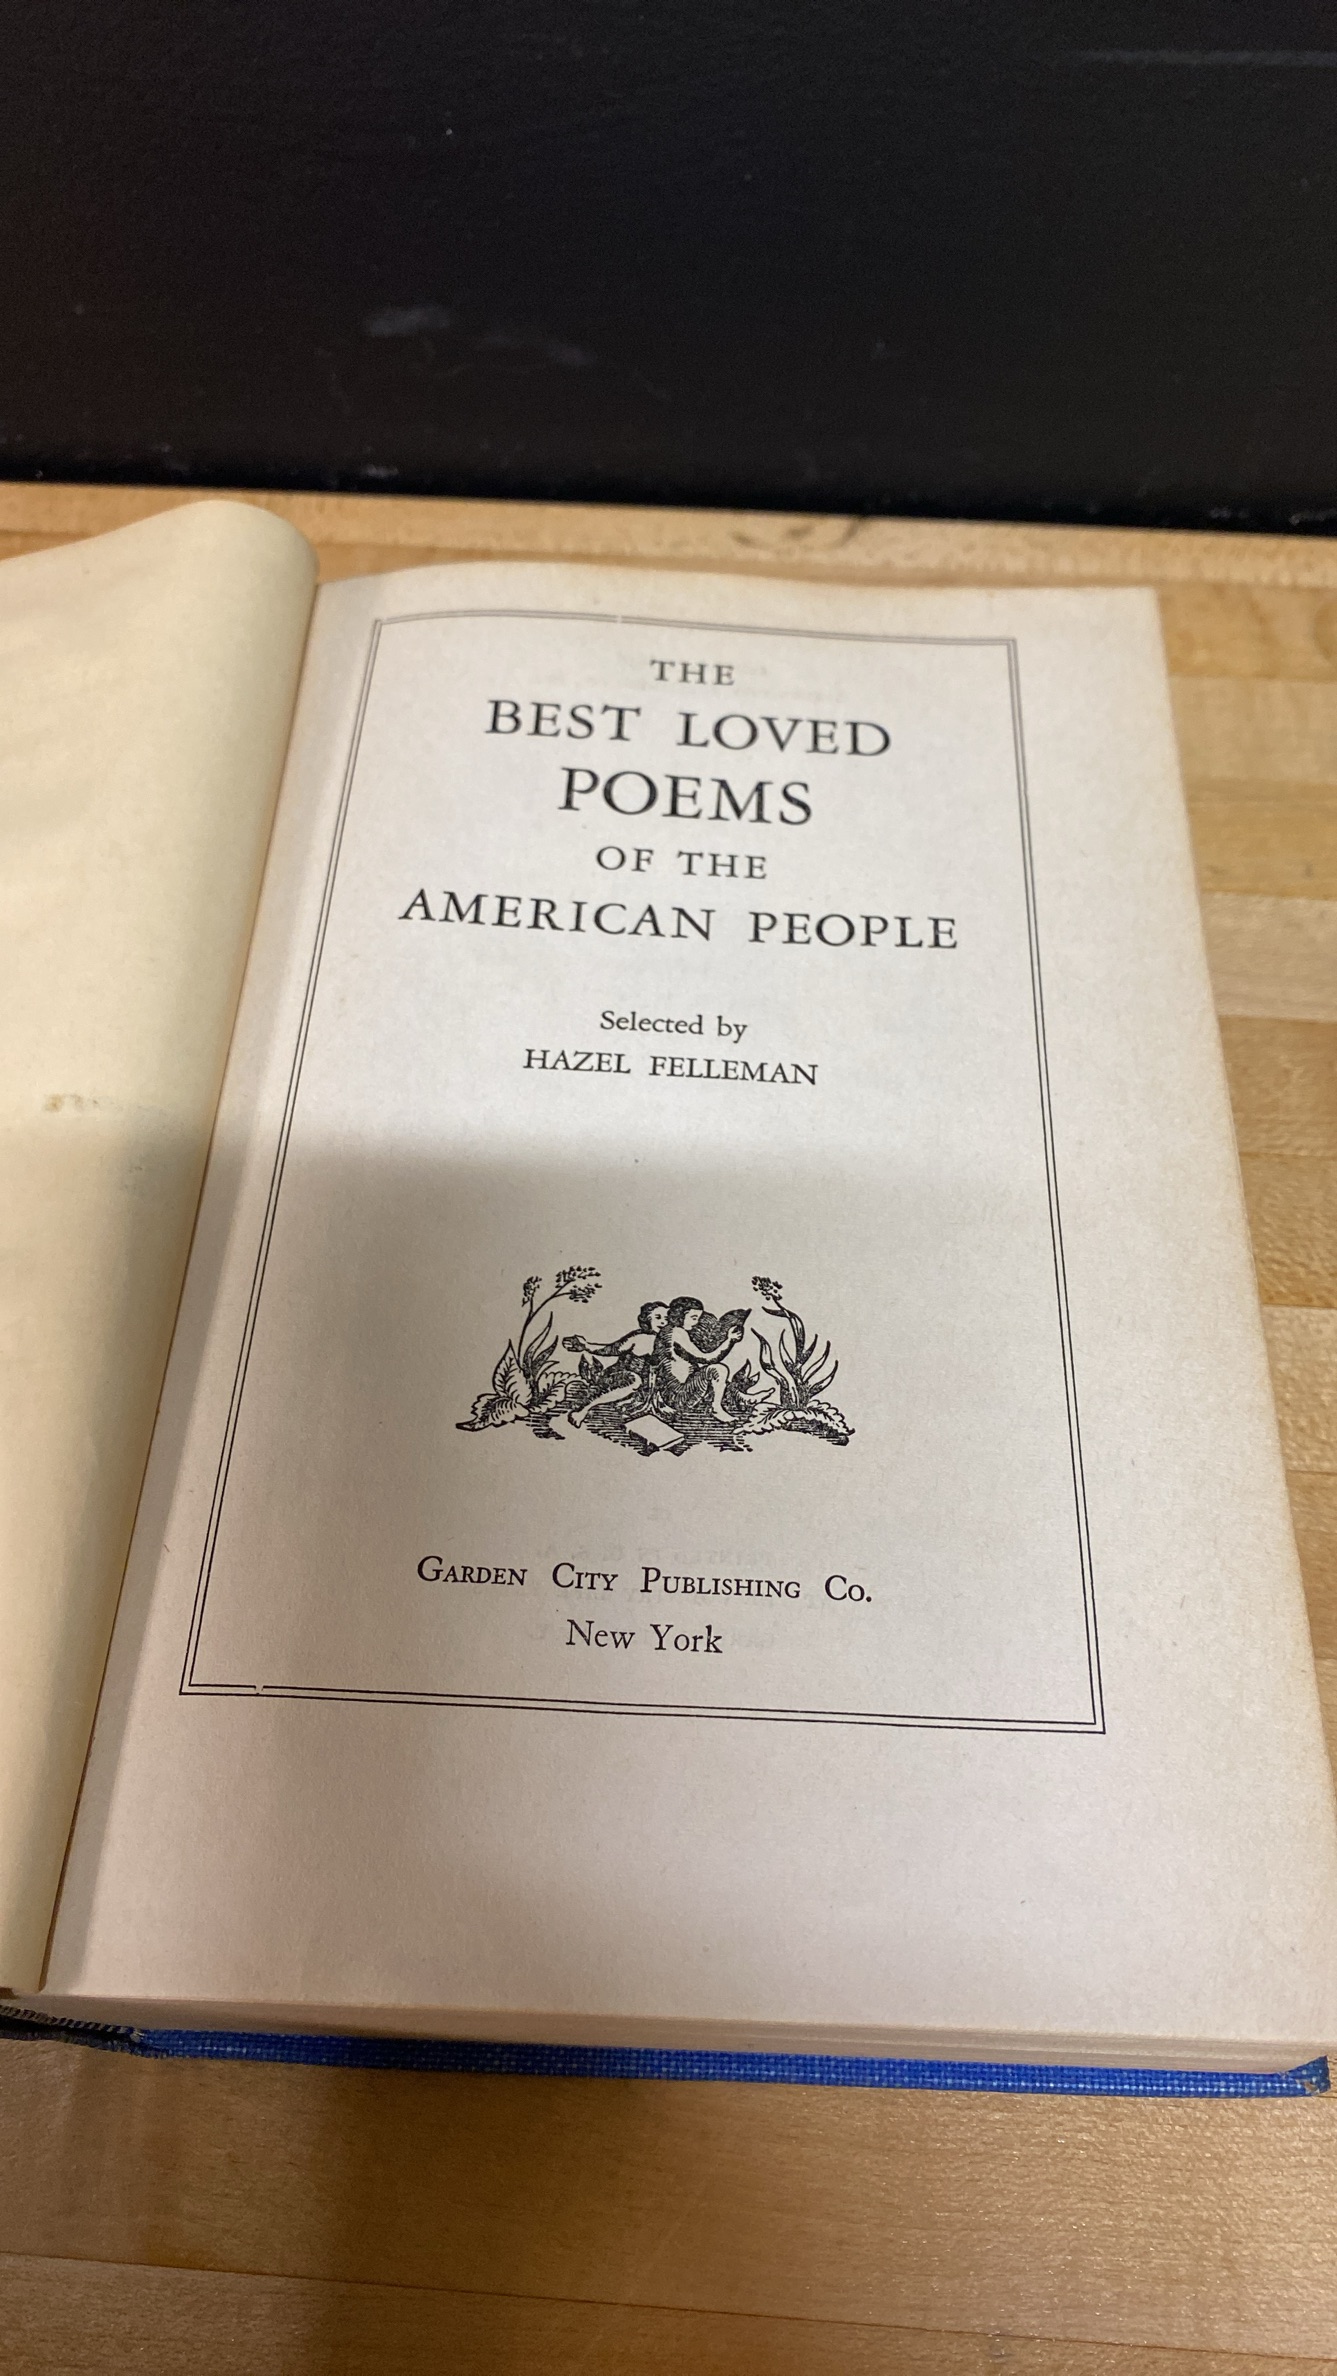 THE
BEST LOVED
POEMS
OF THE
AMERICAN PEOPLE
Selected by
HAZEL FELLEMAN
GARDEN CITY PUBLISHING CO.
New York